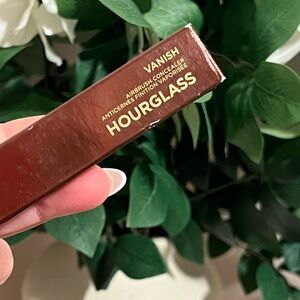 VANISH
AIRBRUSH CONCEALER
ANTICERNES FINITION VAPORISÉE
HOURGLASS